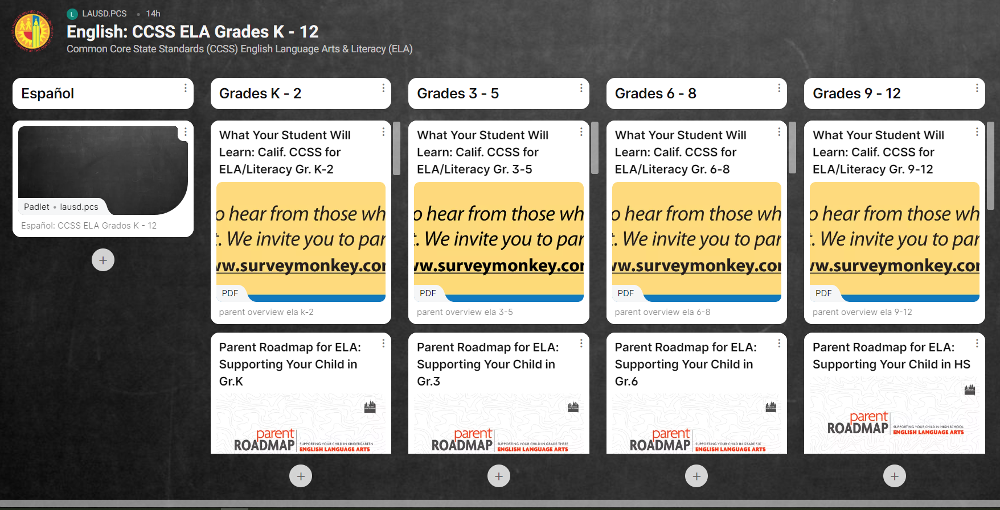 L LAUSD.PCS • 14h
English: CCSS ELA Grades K - 12
Common Core State Standards (CCSS) English Language Arts & Literacy (ELA)
Español
Padlet • lausd.pcs
Español: CCSS ELA Grados K - 12
Grades K - 2
What Your Student Will
Learn: Calif. CCSS for
ELA/Literacy Gr. K-2
o hear from those wh
. We invite you to par
ww.surveymonkey.cor
PDF
parent overview ela k-2
Parent Roadmap for ELA:
Supporting Your Child in
Gr.K
parent
ROADMAP
SUPPORTING YOUR CHILD IN KINDERGARTEN
ENGLISH LANGUAGE ARTS
Grades 3 - 5
What Your Student Will
Learn: Calif. CCSS for
ELA/Literacy Gr. 3-5
o hear from those wh
. We invite you to par
ww.surveymonkey.cor
PDF
parent overview ela 3-5
Parent Roadmap for ELA:
Supporting Your Child in
Gr.3
parent
ROADMAP
SUPPORTING YOUR CHILD IN GRADE THREE
ENGLISH LANGUAGE ARTS
Grades 6 - 8
What Your Student Will
Learn: Calif. CCSS for
ELA/Literacy Gr. 6-8
o hear from those wh
. We invite you to par
ww.surveymonkey.cor
PDF
parent overview ela 6-8
Parent Roadmap for ELA:
Supporting Your Child in
Gr.6
parent
ROADMAP
SUPPORTING YOUR CHILD IN GRADE SIX
ENGLISH LANGUAGE ARTS
Grades 9 - 12
What Your Student Will
Learn: Calif. CCSS for
ELA/Literacy Gr. 9-12
o hear from those wh
. We invite you to par
ww.surveymonkey.cor
PDF
parent overview ela 9-12
Parent Roadmap for ELA:
Supporting Your Child in HS
parent
ROADMAP
SUPPORTING YOUR CHILD IN HIGH SCHOOL
ENGLISH LANGUAGE ARTS